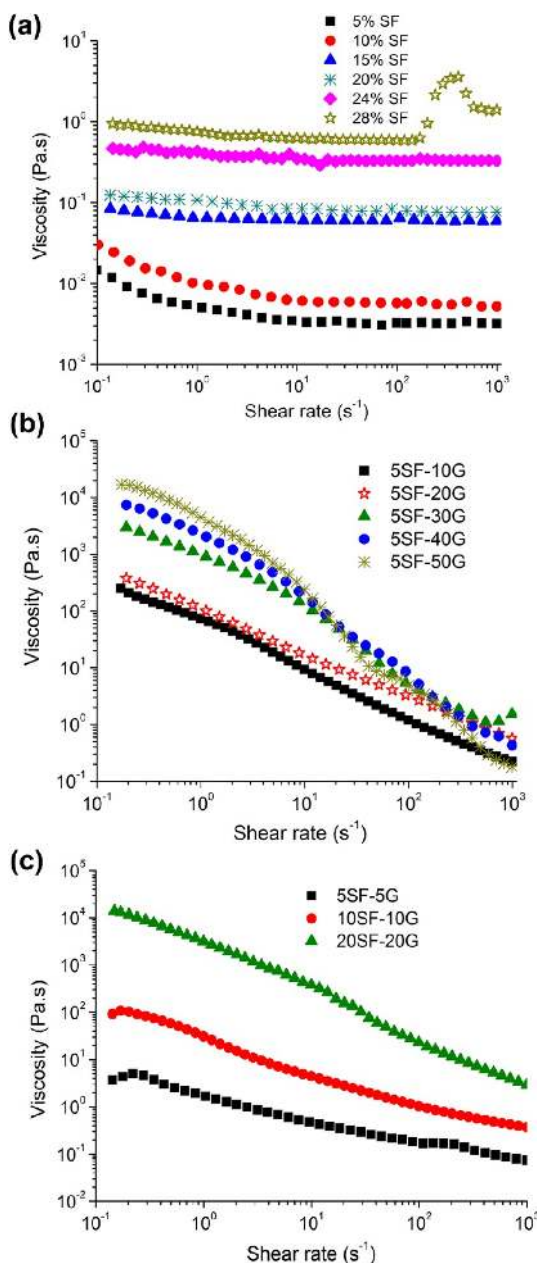 (a)
5% SF
10% SF
15% SF
20% SF
24% SF
28% SF
10¹
10⁰
10⁻¹
10⁻²
10⁻³
Viscosity (Pa.s)
10⁻¹ 10⁰ 10¹ 10² 10³
Shear rate (s⁻¹)
(b)
5SF-10G
5SF-20G
5SF-30G
5SF-40G
5SF-50G
10⁵
10⁴
10³
10²
10¹
10⁰
10⁻¹
Viscosity (Pa.s)
10⁻¹ 10⁰ 10¹ 10² 10³
Shear rate (s⁻¹)
(c)
5SF-5G
10SF-10G
20SF-20G
10⁵
10⁴
10³
10²
10¹
10⁰
10⁻¹
10⁻²
Viscosity (Pa.s)
10⁻¹ 10⁰ 10¹ 10² 10³
Shear rate (s⁻¹)